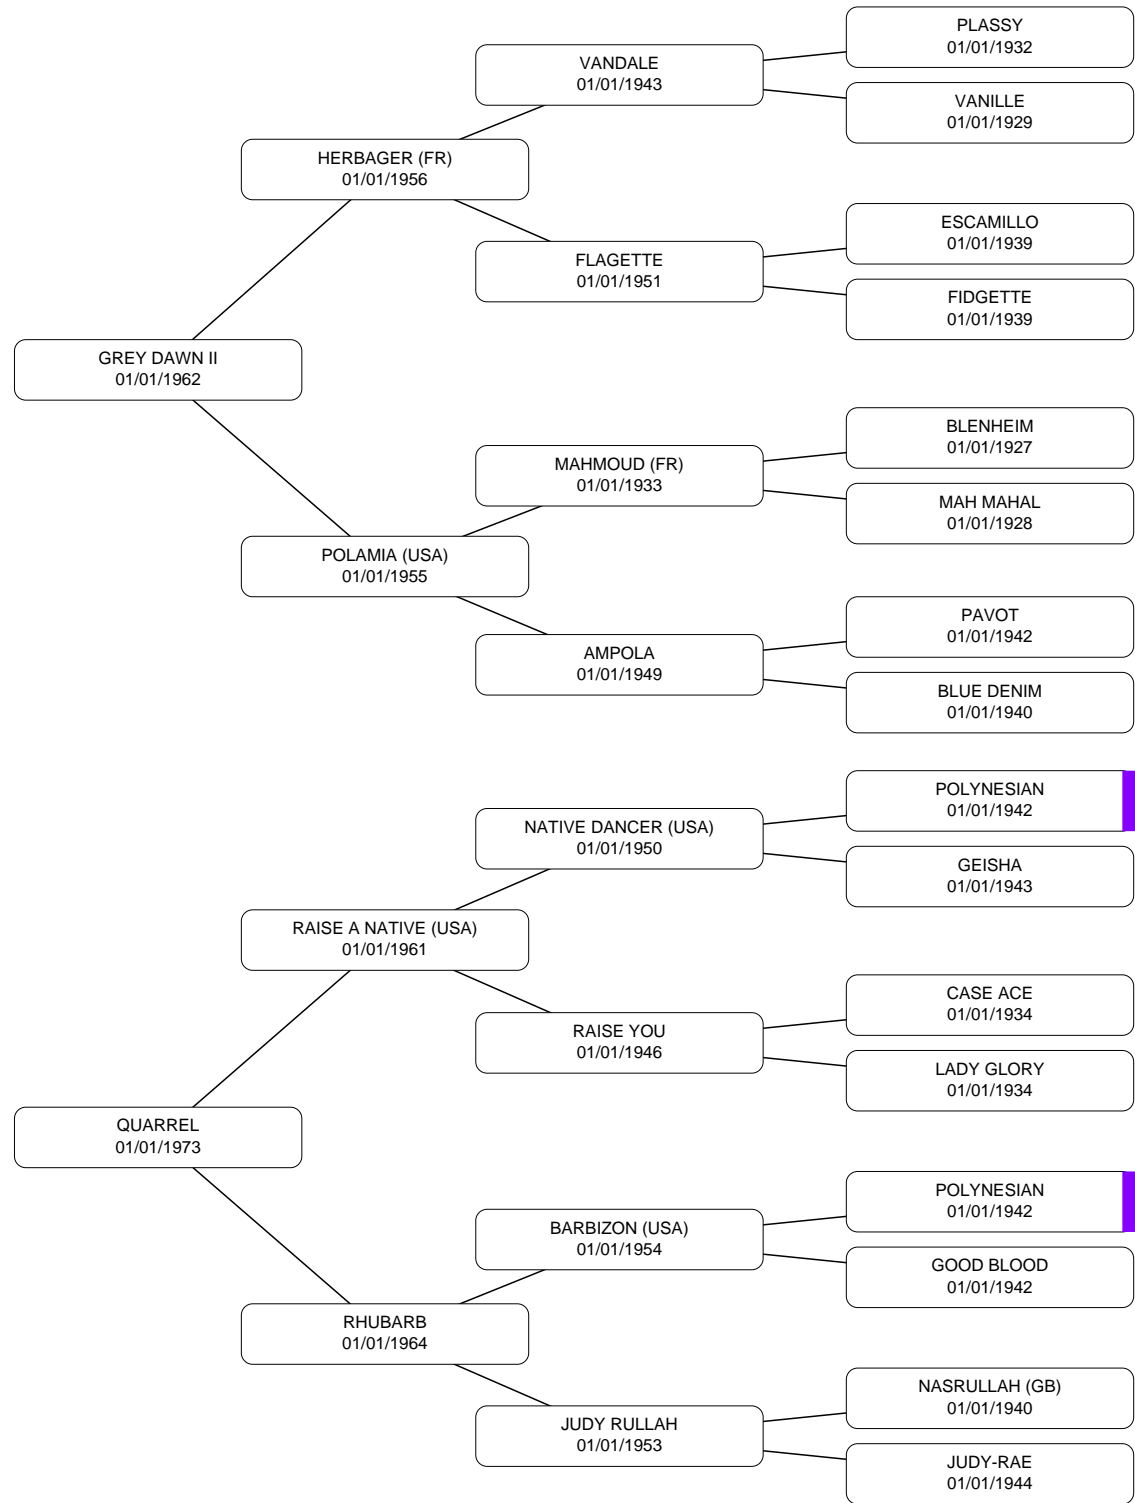 PLASSY
01/01/1932
VANDALE
01/01/1943
VANILLE
01/01/1929
HERBAGER (FR)
01/01/1956
ESCAMILLO
01/01/1939
FLAGETTE
01/01/1951
FIDGETTE
01/01/1939
GREY DAWN II
01/01/1962
BLENHEIM
01/01/1927
MAHMOUD (FR)
01/01/1933
MAH MAHAL
01/01/1928
POLAMIA (USA)
01/01/1955
PAVOT
01/01/1942
AMPOLA
01/01/1949
BLUE DENIM
01/01/1940
POLYNESIAN
01/01/1942
NATIVE DANCER (USA)
01/01/1950
GEISHA
01/01/1943
RAISE A NATIVE (USA)
01/01/1961
CASE ACE
01/01/1934
RAISE YOU
01/01/1946
LADY GLORY
01/01/1934
QUARREL
01/01/1973
POLYNESIAN
01/01/1942
BARBIZON (USA)
01/01/1954
GOOD BLOOD
01/01/1942
RHUBARB
01/01/1964
NASRULLAH (GB)
01/01/1940
JUDY RULLAH
01/01/1953
JUDY-RAE
01/01/1944